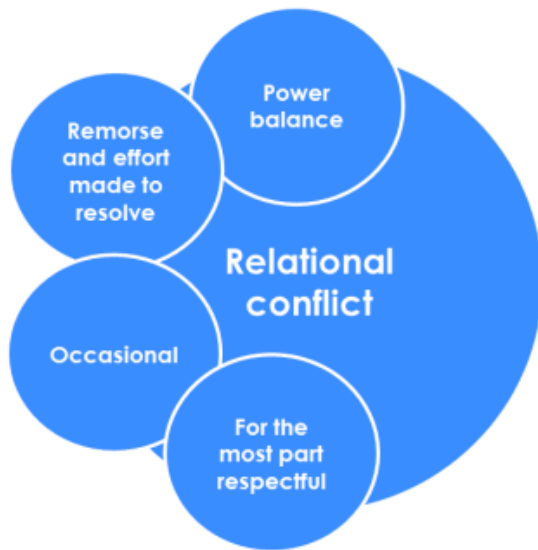 Power
balance
Remorse
and effort
made to
resolve
Relational
conflict
Occasional
For the
most part
respectful